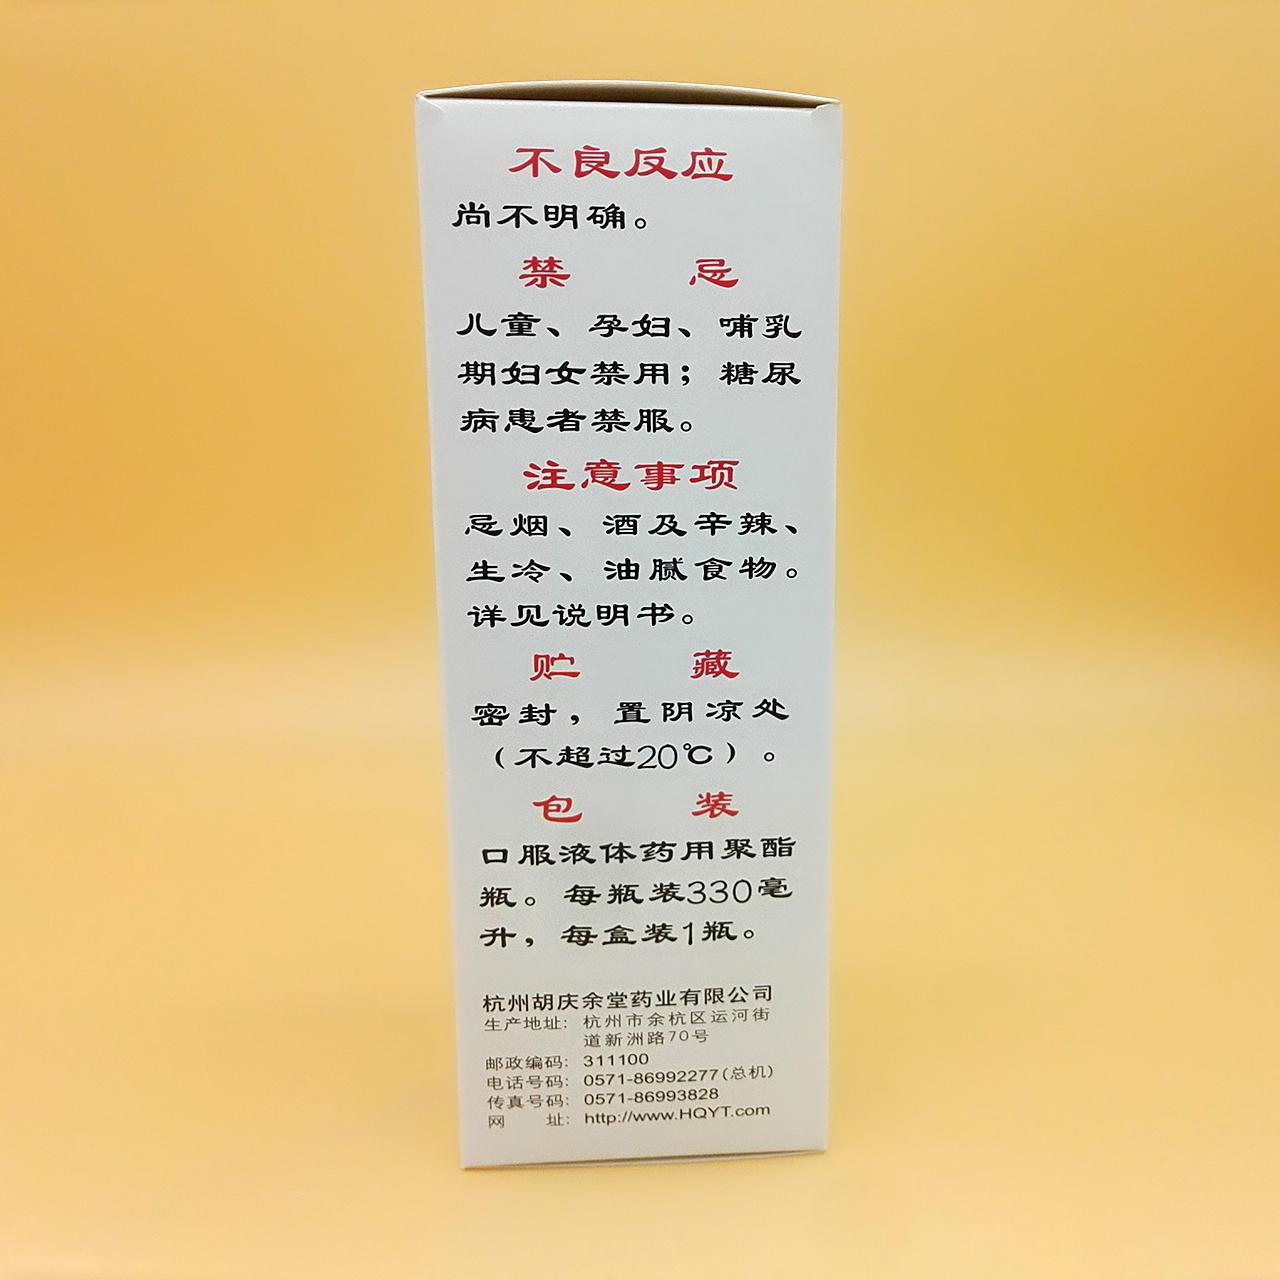 不良反应
尚不明确。
禁 忌
儿童、孕妇、哺乳
期妇女禁用；糖尿
病患者禁服。
注意事项
忌烟、酒及辛辣、
生冷、油腻食物。
详见说明书。
贮 藏
密封，置阴凉处
（不超过20℃）。
包 装
口服液体药用聚酯
瓶。每瓶装330毫
升，每盒装1瓶。
杭州胡庆余堂药业有限公司
生产地址：杭州市余杭区运河街
道新洲路70号
邮政编码：311100
电话号码：0571-86992277(总机)
传真号码：0571-86993828
网 址：http://www.HQYT.com